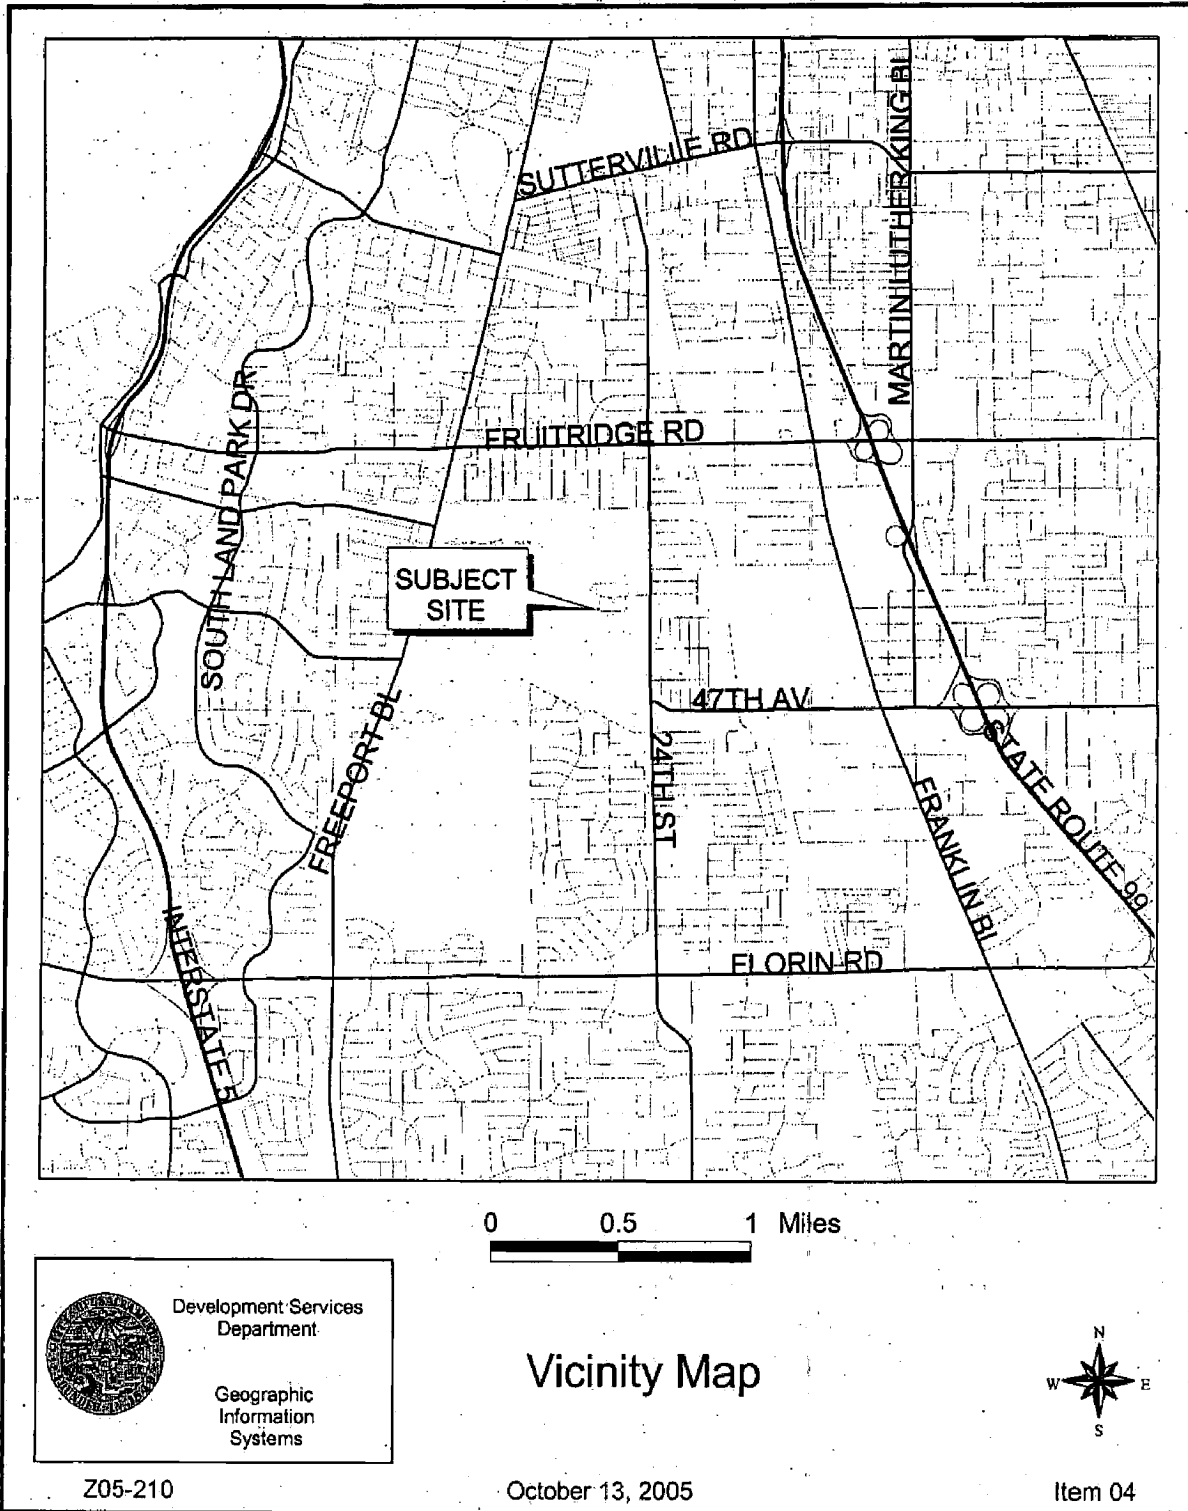 SUTTERVILLE RD
MARTIN LUTHER KING BL
SOUTH LAND PARK DR
FRUITRIDGE RD
SUBJECT
SITE
47TH AV
FREEPORT BL
24TH ST
STATE ROUTE 99
FRANKLIN BL
INTERSTATE 5
FLORIN RD
0 0.5 1 Miles
Development Services
Department
Geographic
Information
Systems
Vicinity Map
N
W E
S
Z05-210 October 13, 2005 Item 04